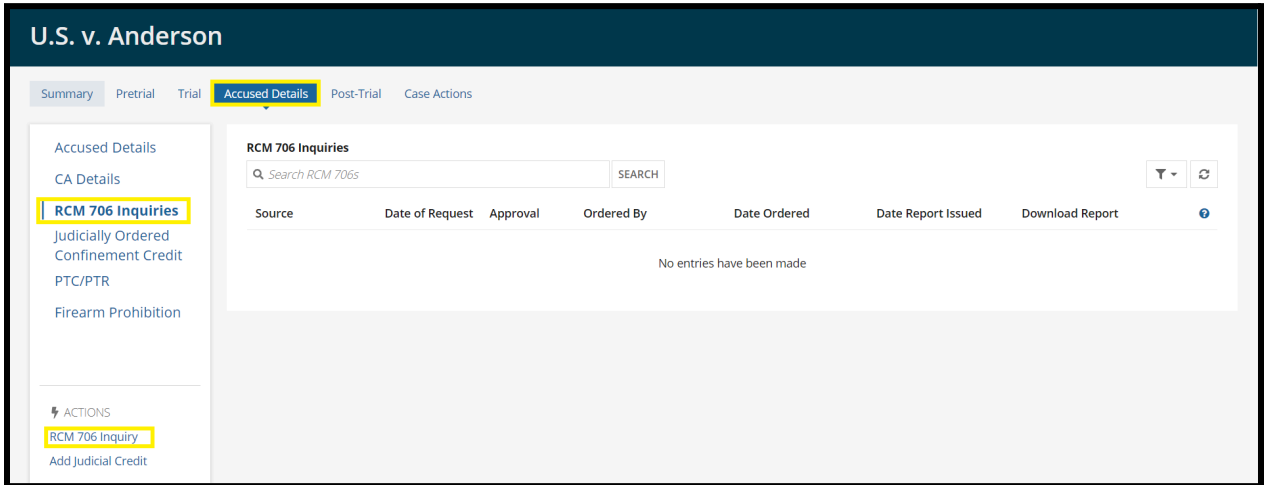 U.S. v. Anderson
Summary Pretrial Trial Accused Details Post-Trial Case Actions
Accused Details
CA Details
RCM 706 Inquiries
Judicially Ordered
Confinement Credit
PTC/PTR
Firearm Prohibition
ACTIONS
RCM 706 Inquiry
Add Judicial Credit
RCM 706 Inquiries
Search RCM 706s SEARCH
Source Date of Request Approval Ordered By Date Ordered Date Report Issued Download Report ?
No entries have been made